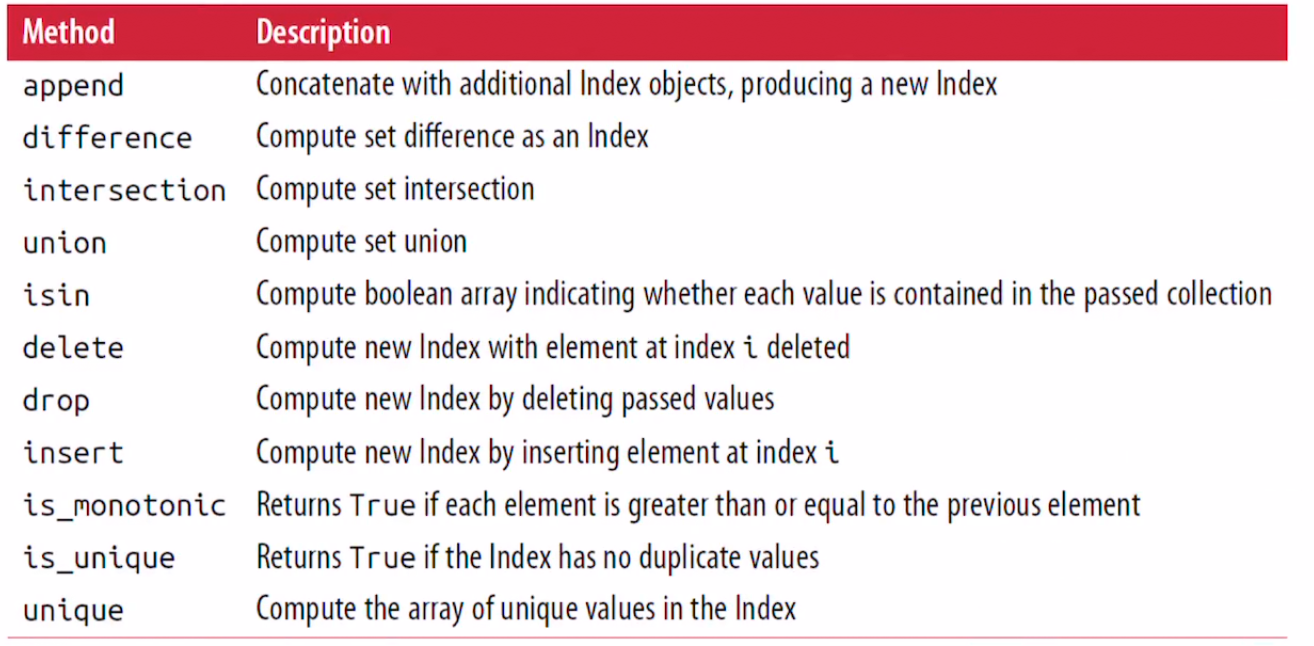 Method Description
append Concatenate with additional Index objects, producing a new Index
difference Compute set difference as an Index
intersection Compute set intersection
union Compute set union
isin Compute boolean array indicating whether each value is contained in the passed collection
delete Compute new Index with element at index i deleted
drop Compute new Index by deleting passed values
insert Compute new Index by inserting element at index i
is_monotonic Returns True if each element is greater than or equal to the previous element
is_unique Returns True if the Index has no duplicate values
unique Compute the array of unique values in the Index